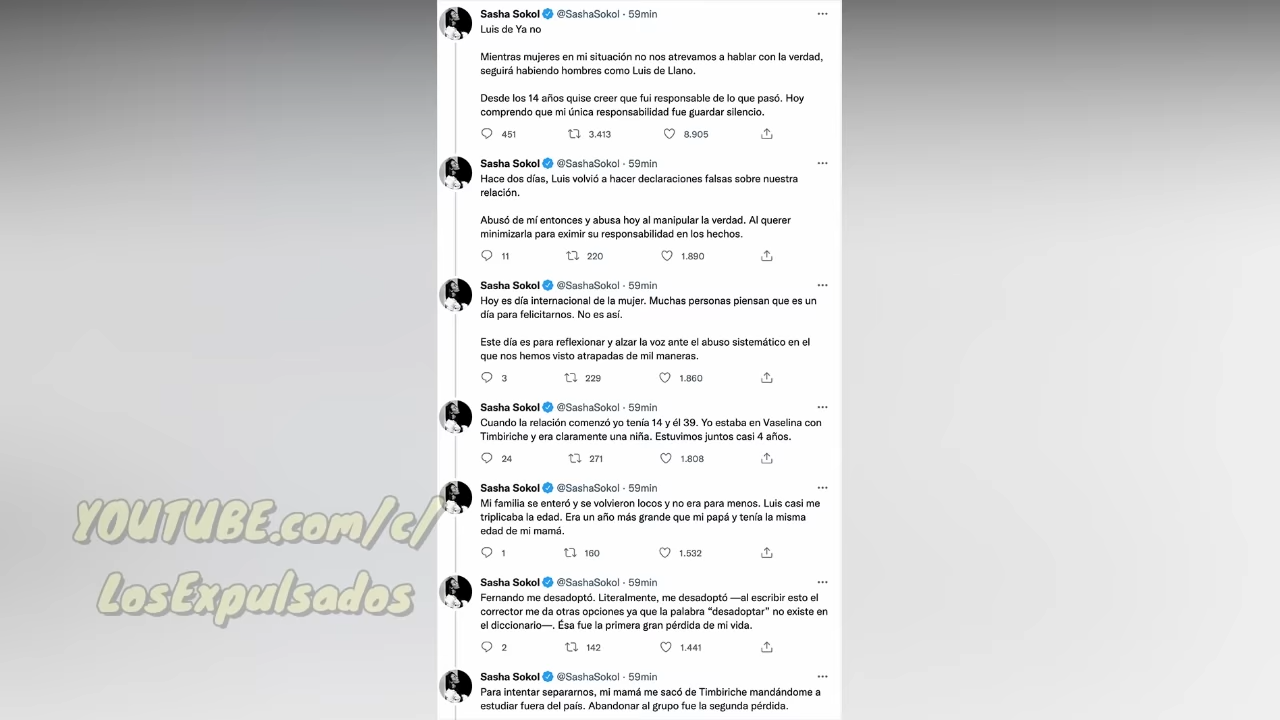 Sasha Sokol @SashaSokol · 59min
Luis de Ya no
Mientras mujeres en mi situación no nos atrevamos a hablar con la verdad,
seguirá habiendo hombres como Luis de Llano.
Desde los 14 años quise creer que fui responsable de lo que pasó. Hoy
comprendo que mi única responsabilidad fue guardar silencio.
451 3.413 8.905
Sasha Sokol @SashaSokol · 59min
Hace dos días, Luis volvió a hacer declaraciones falsas sobre nuestra
relación.
Abusó de mí entonces y abusa hoy al manipular la verdad. Al querer
minimizarla para eximir su responsabilidad en los hechos.
11 220 1.890
Sasha Sokol @SashaSokol · 59min
Hoy es día internacional de la mujer. Muchas personas piensan que es un
día para felicitarnos. No es así.
Este día es para reflexionar y alzar la voz ante el abuso sistemático en el
que nos hemos visto atrapadas de mil maneras.
3 229 1.860
Sasha Sokol @SashaSokol · 59min
Cuando la relación comenzó yo tenía 14 y él 39. Yo estaba en Vaselina con
Timbiriche y era claramente una niña. Estuvimos juntos casi 4 años.
24 271 1.808
Sasha Sokol @SashaSokol · 59min
Mi familia se enteró y se volvieron locos y no era para menos. Luis casi me
triplicaba la edad. Era un año más grande que mi papá y tenía la misma
edad de mi mamá.
1 160 1.532
Sasha Sokol @SashaSokol · 59min
Fernando me desadoptó. Literalmente, me desadoptó —al escribir esto el
corrector me da otras opciones ya que la palabra “desadoptar” no existe en
el diccionario—. Ésa fue la primera gran pérdida de mi vida.
2 142 1.441
Sasha Sokol @SashaSokol · 59min
Para intentar separarnos, mi mamá me sacó de Timbiriche mandándome a
estudiar fuera del país. Abandonar al grupo fue la segunda pérdida.
YOUTUBE.com/c/
LosExpulsados